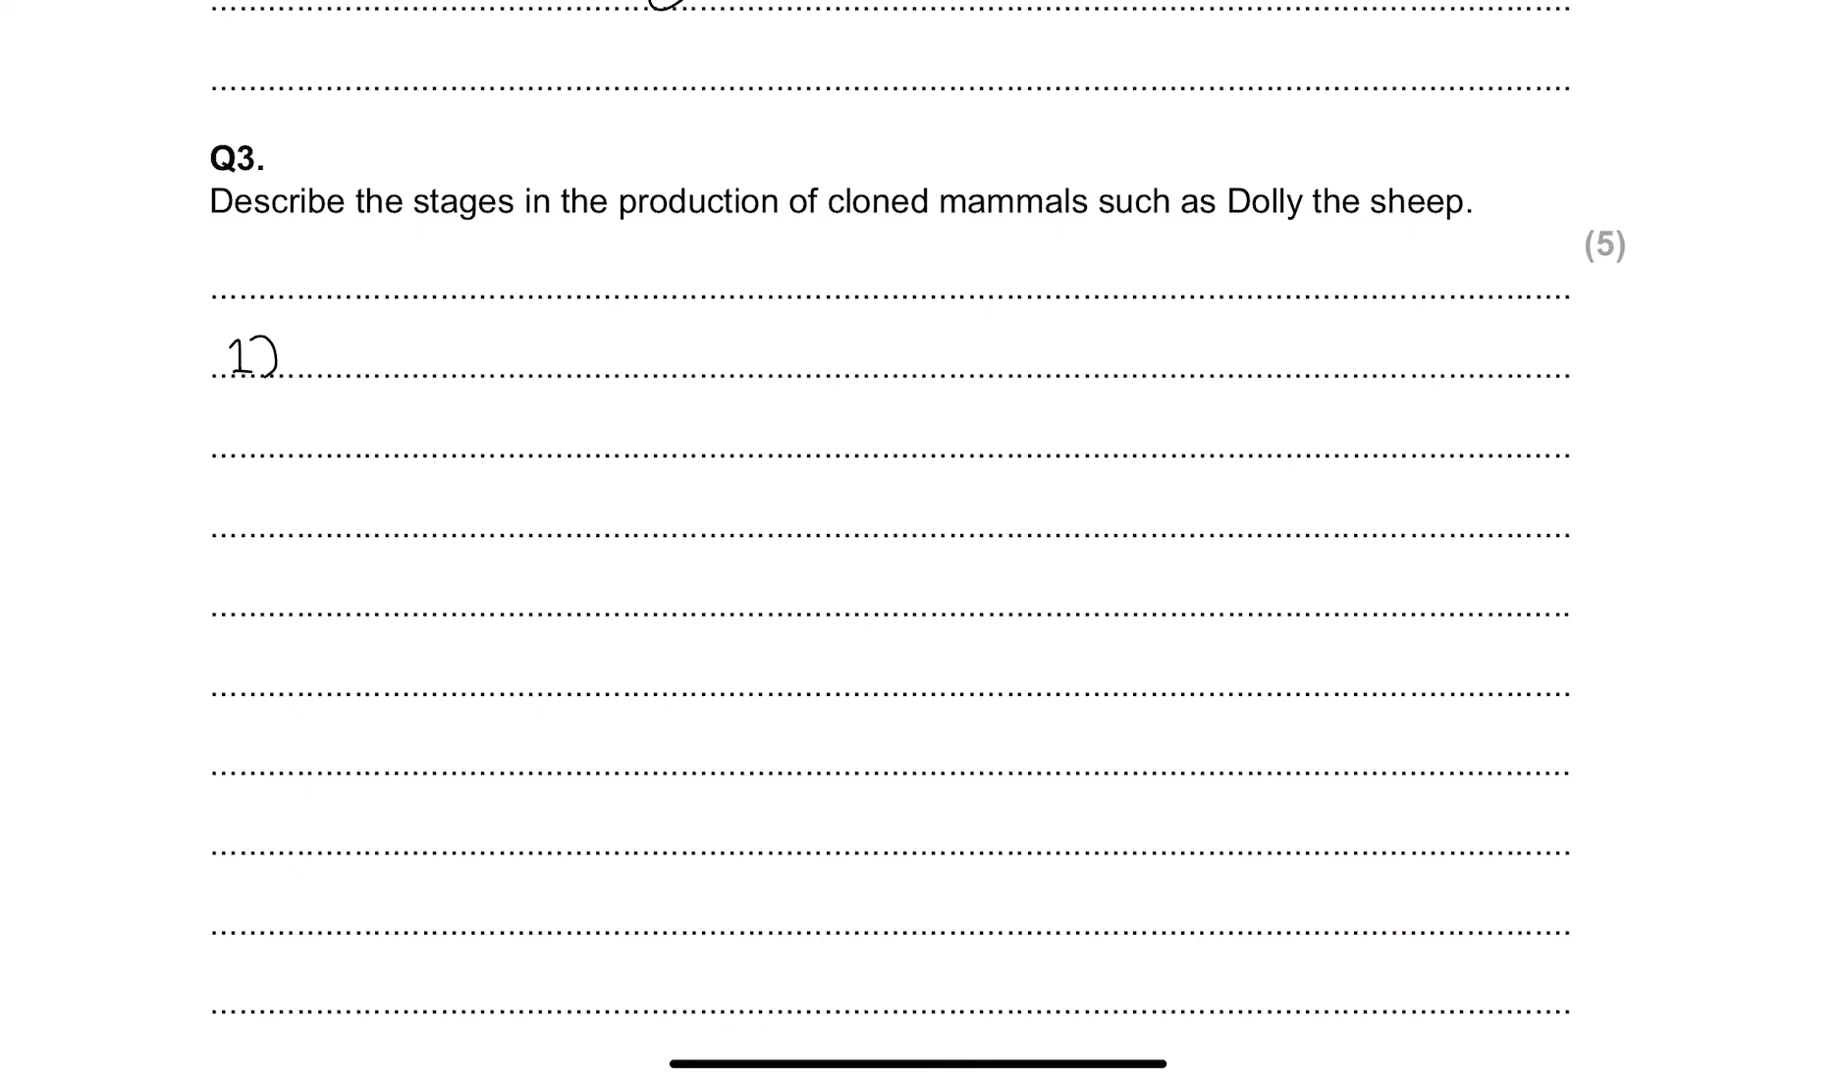 Q3.
Describe the stages in the production of cloned mammals such as Dolly the sheep.
(5)
1)